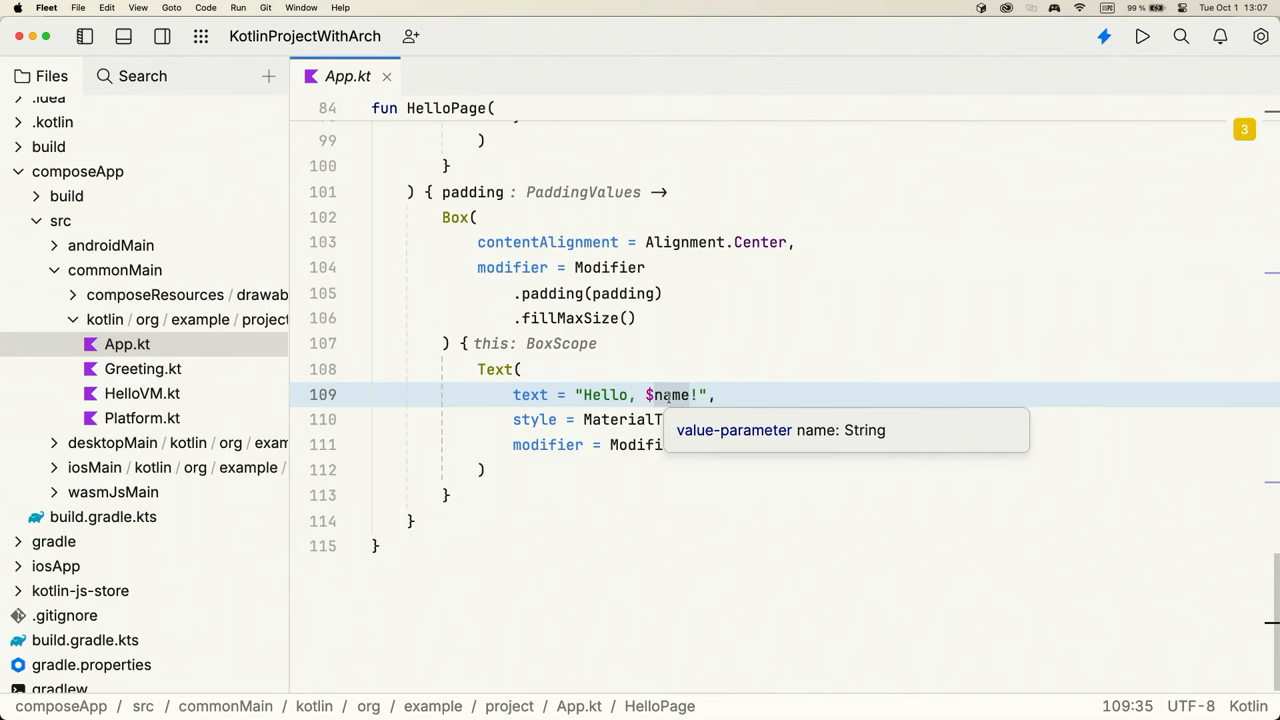 Fleet File Edit View Goto Code Run Git Window Help 99 % Tue Oct 1 13:07
KotlinProjectWithArch
Files Search App.kt
84 fun HelloPage(
3
.idea
.kotlin
build
composeApp
build
src
androidMain
commonMain
composeResources / drawab
kotlin / org / example / project
App.kt
Greeting.kt
HelloVM.kt
Platform.kt
desktopMain / kotlin / org / exam
iosMain / kotlin / org / example /
wasmJsMain
build.gradle.kts
gradle
iosApp
kotlin-js-store
.gitignore
build.gradle.kts
gradle.properties
gradlew
99 )
100 }
101 ) { padding : PaddingValues →
102 Box(
103 contentAlignment = Alignment.Center,
104 modifier = Modifier
105 .padding(padding)
106 .fillMaxSize()
107 ) { this: BoxScope
108 Text(
109 text = "Hello, $name!",
110 style = MaterialT
111 modifier = Modifi
value-parameter name: String
112 )
113 }
114 }
115 }
composeApp / src / commonMain / kotlin / org / example / project / App.kt / HelloPage 109:35 UTF-8 Kotlin